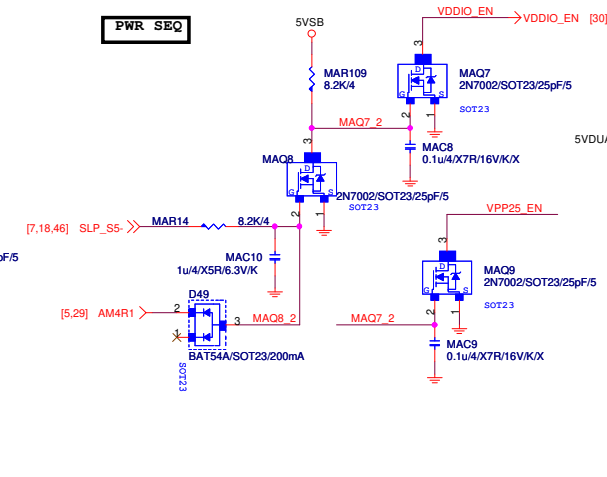 PWR SEQ
5VSB
VDDIO_EN
VDDIO_EN [30]
3
D
G
S
2
1
MAQ7
2N7002/SOT23/25pF/5
SOT23
MAR109
8.2K/4
MAQ7_2
MAC8
0.1u/4/X7R/16V/K/X
5VDUA
3
MAQ8
D
G
S
2
1
2N7002/SOT23/25pF/5
SOT23
[7,18,46] SLP_S5-
MAR14
8.2K/4
MAC10
1u/4/X5R/6.3V/K
pF/5
VPP25_EN
3
D
G
S
2
1
MAQ9
2N7002/SOT23/25pF/5
SOT23
[5,29] AM4R1
D49
2
1
3
MAQ8_2
BAT54A/SOT23/200mA
SOT23
MAQ7_2
MAC9
0.1u/4/X7R/16V/K/X